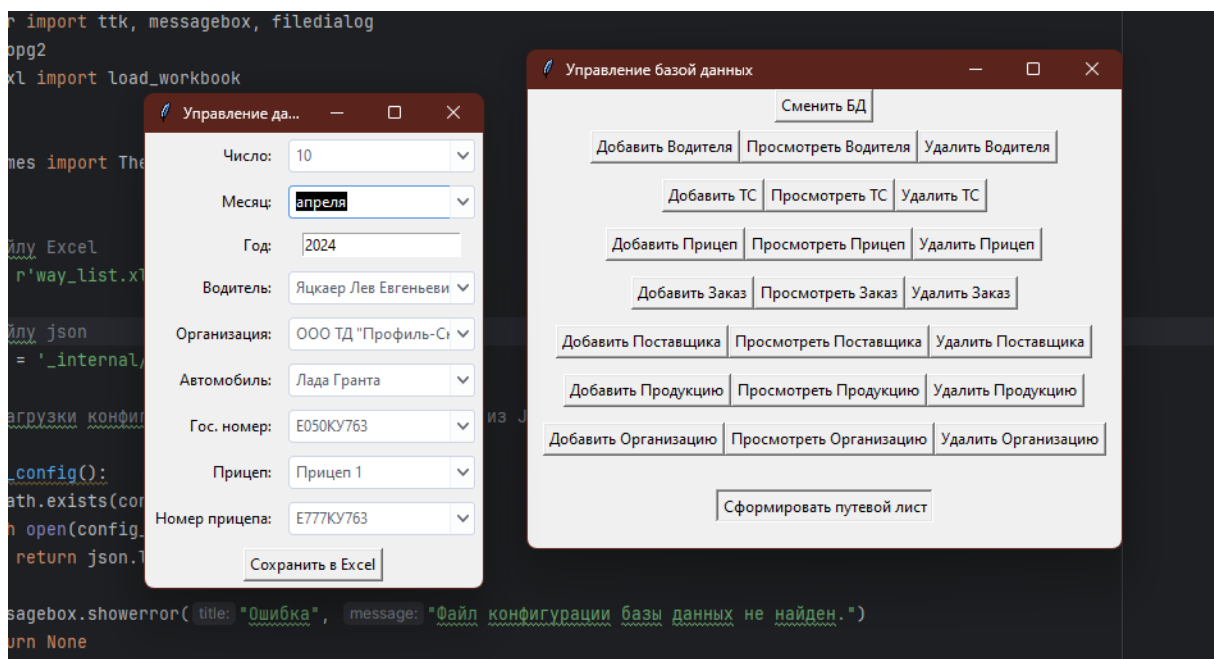 r import ttk, messagebox, filedialog
opg2
xl import load_workbook
mes import The
йлу Excel
r'way_list.xl
йлу json
= '_internal/
агрузки конфиг
из J
_config():
ath.exists(con
h open(config_
return json.l
sagebox.showerror( title: "Ошибка", message: "Файл конфигурации базы данных не найден.")
urn None
Управление да...
Число: 10
Месяц: апреля
Год: 2024
Водитель: Яцкаер Лев Евгеньеви
Организация: ООО ТД "Профиль-Сн
Автомобиль: Лада Гранта
Гос. номер: Е050КУ763
Прицеп: Прицеп 1
Номер прицепа: Е777КУ763
Сохранить в Excel
Управление базой данных
Сменить БД
Добавить Водителя Просмотреть Водителя Удалить Водителя
Добавить ТС Просмотреть ТС Удалить ТС
Добавить Прицеп Просмотреть Прицеп Удалить Прицеп
Добавить Заказ Просмотреть Заказ Удалить Заказ
Добавить Поставщика Просмотреть Поставщика Удалить Поставщика
Добавить Продукцию Просмотреть Продукцию Удалить Продукцию
Добавить Организацию Просмотреть Организацию Удалить Организацию
Сформировать путевой лист